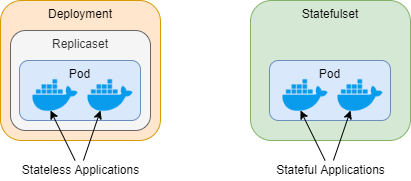 Deployment
Replicaset
Pod
Stateless Applications
Statefulset
Pod
Stateful Applications